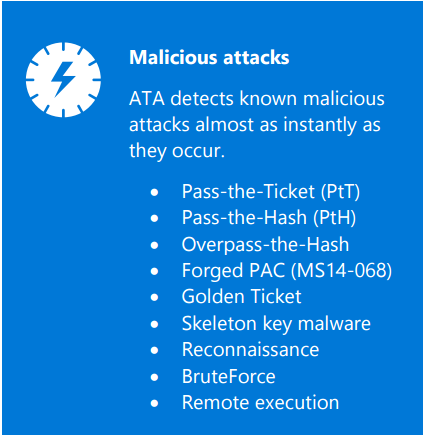 Malicious attacks
ATA detects known malicious
attacks almost as instantly as
they occur.
• Pass-the-Ticket (PtT)
• Pass-the-Hash (PtH)
• Overpass-the-Hash
• Forged PAC (MS14-068)
• Golden Ticket
• Skeleton key malware
• Reconnaissance
• BruteForce
• Remote execution